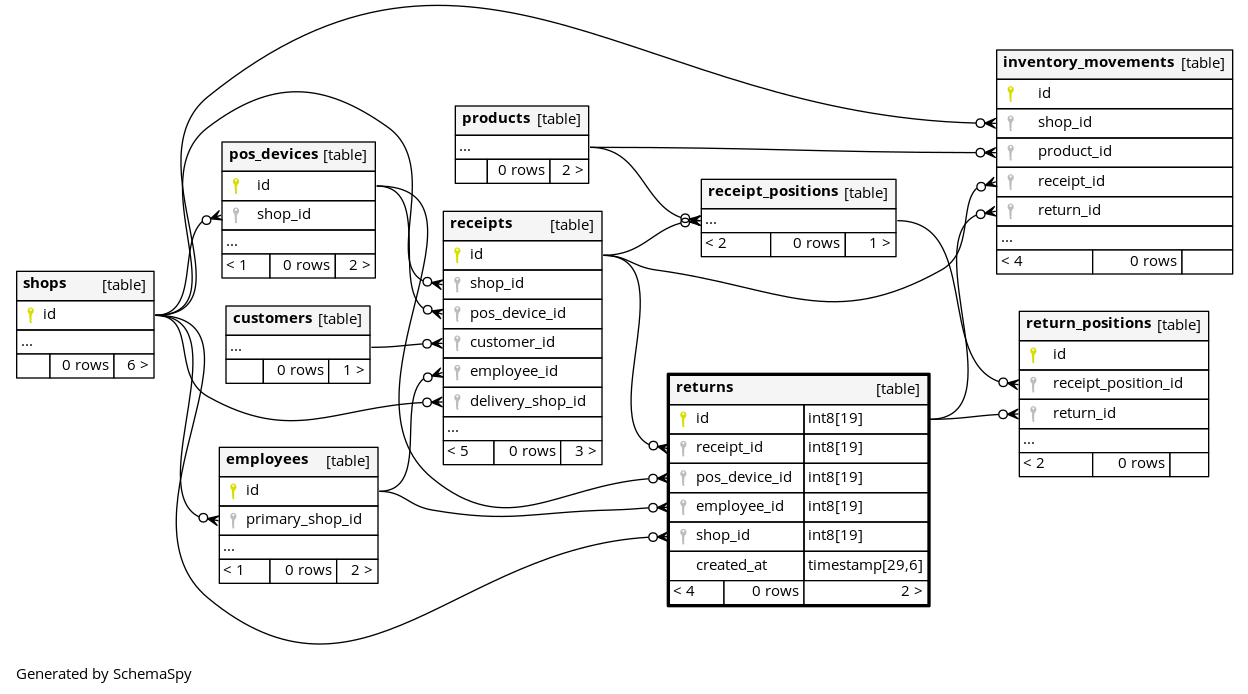 shops [table]
id
...
0 rows 6 >
pos_devices [table]
id
shop_id
...
< 1 0 rows 2 >
customers [table]
...
0 rows 1 >
employees [table]
id
primary_shop_id
...
< 1 0 rows 2 >
products [table]
...
0 rows 2 >
receipts [table]
id
shop_id
pos_device_id
customer_id
employee_id
delivery_shop_id
...
< 5 0 rows 3 >
receipt_positions [table]
...
< 2 0 rows 1 >
returns [table]
id int8[19]
receipt_id int8[19]
pos_device_id int8[19]
employee_id int8[19]
shop_id int8[19]
created_at timestamp[29,6]
< 4 0 rows 2 >
inventory_movements [table]
id
shop_id
product_id
receipt_id
return_id
...
< 4 0 rows
return_positions [table]
id
receipt_position_id
return_id
...
< 2 0 rows
Generated by SchemaSpy